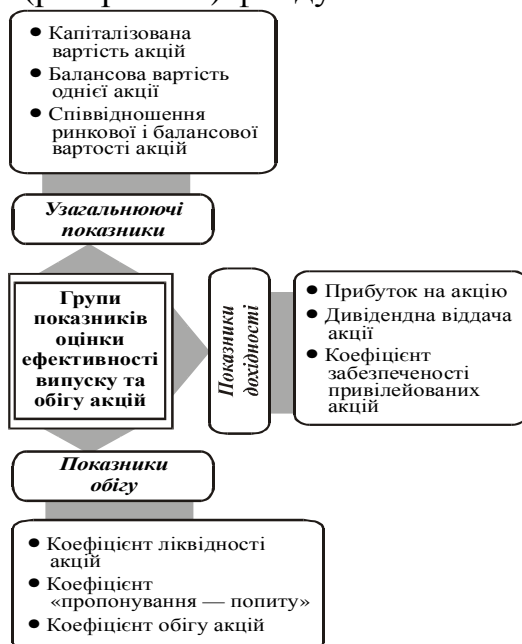 • Капіталізована
вартість акцій
• Балансова вартість
однієї акції
• Співвідношення
ринкової і балансової
вартості акцій
Узагальнюючі
показники
Групи
показників
оцінки
ефективності
випуску та
обігу акцій
Показники
дохідності
• Прибуток на акцію
• Дивідендна віддача
акції
• Коефіцієнт
забезпеченості
привілейованих
акцій
Показники
обігу
• Коефіцієнт ліквідності
акцій
• Коефіцієнт
«пропонування — попиту»
• Коефіцієнт обігу акцій